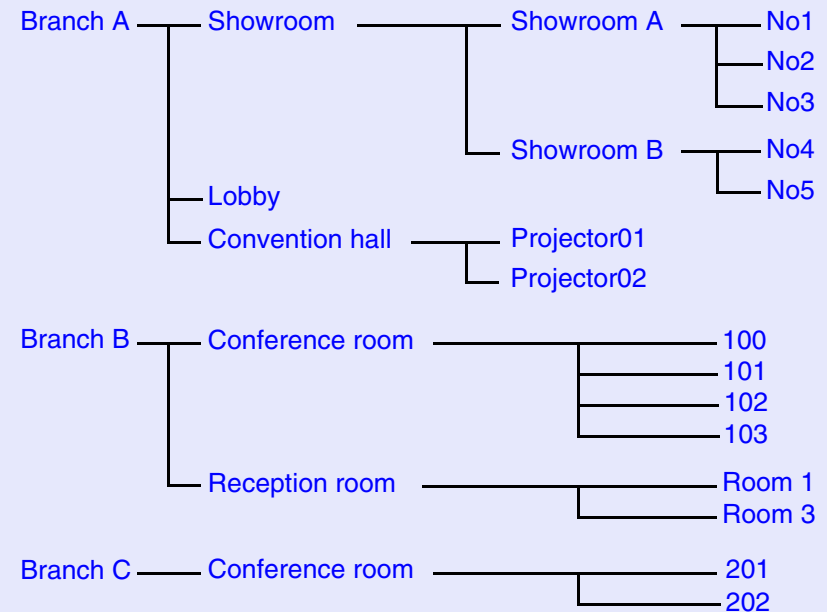 Branch A Showroom Showroom A No1
No2
No3
Showroom B No4
No5
Lobby
Convention hall Projector01
Projector02
Branch B Conference room 100
101
102
103
Reception room Room 1
Room 3
Branch C Conference room 201
202